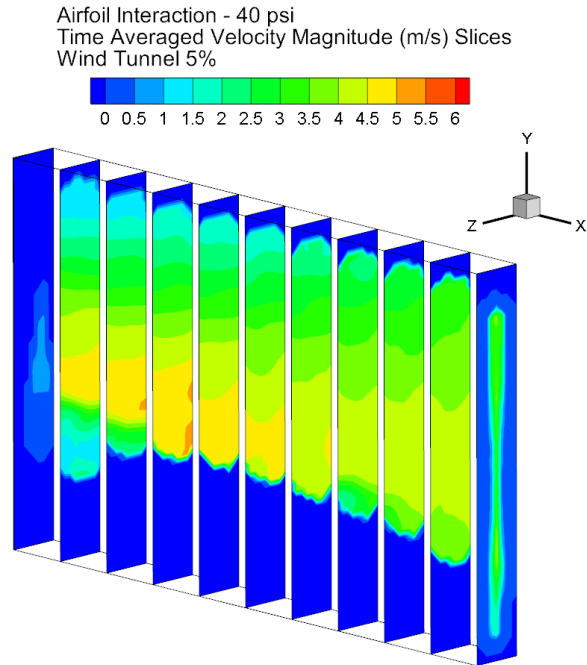 Airfoil Interaction - 40 psi
Time Averaged Velocity Magnitude (m/s) Slices
Wind Tunnel 5%
0 0.5 1 1.5 2 2.5 3 3.5 4 4.5 5 5.5 6
Y
Z X